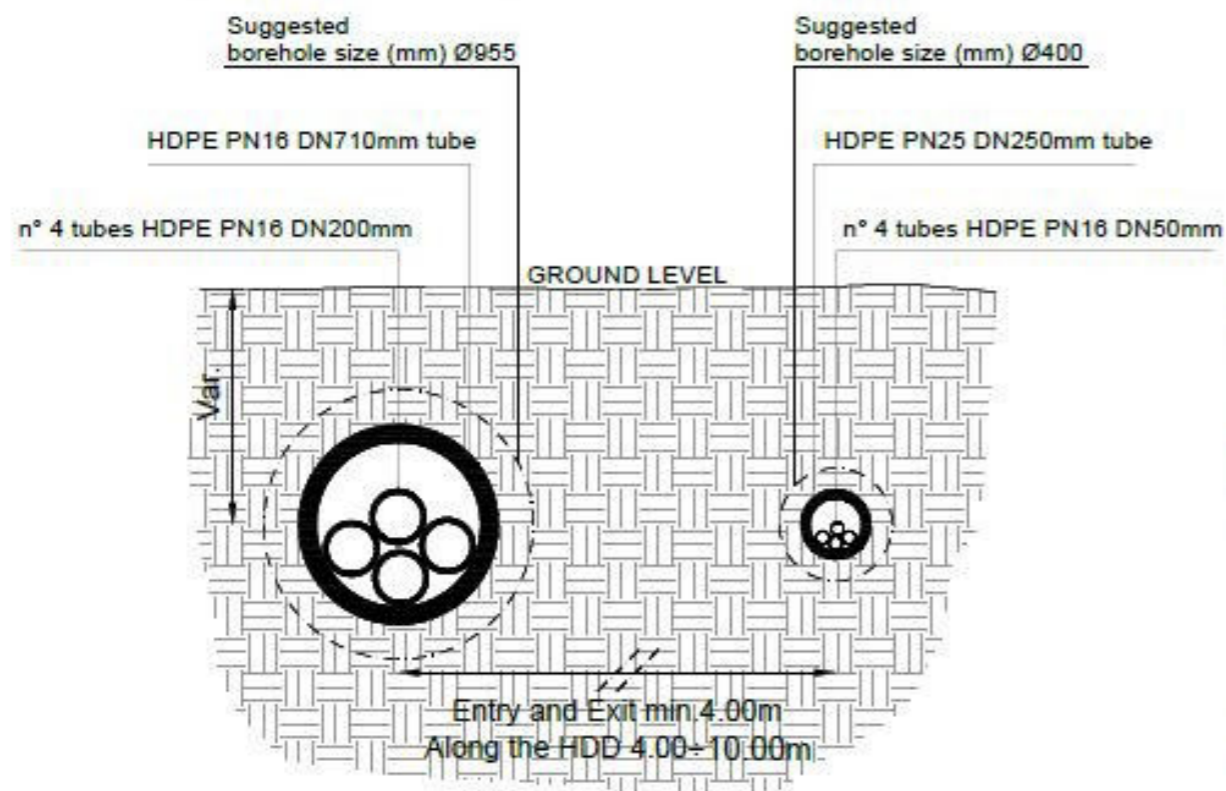 Suggested
borehole size (mm) Ø955
Suggested
borehole size (mm) Ø400
HDPE PN16 DN710mm tube
HDPE PN25 DN250mm tube
n° 4 tubes HDPE PN16 DN200mm
n° 4 tubes HDPE PN16 DN50mm
GROUND LEVEL
Var.
Entry and Exit min.4.00m
Along the HDD 4.00÷10.00m